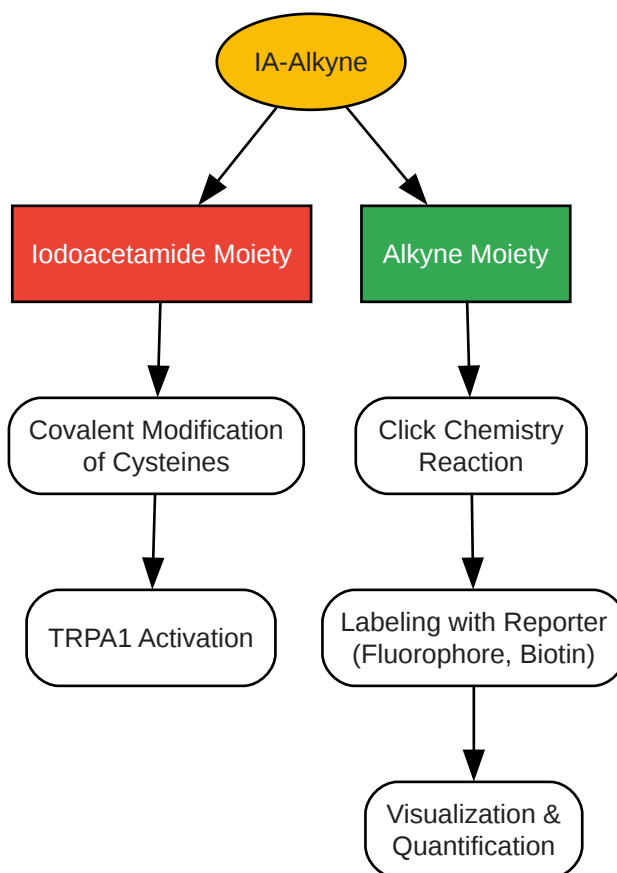 IA-Alkyne
Iodoacetamide Moiety
Alkyne Moiety
Covalent Modification
of Cysteines
Click Chemistry
Reaction
TRPA1 Activation
Labeling with Reporter
(Fluorophore, Biotin)
Visualization &
Quantification